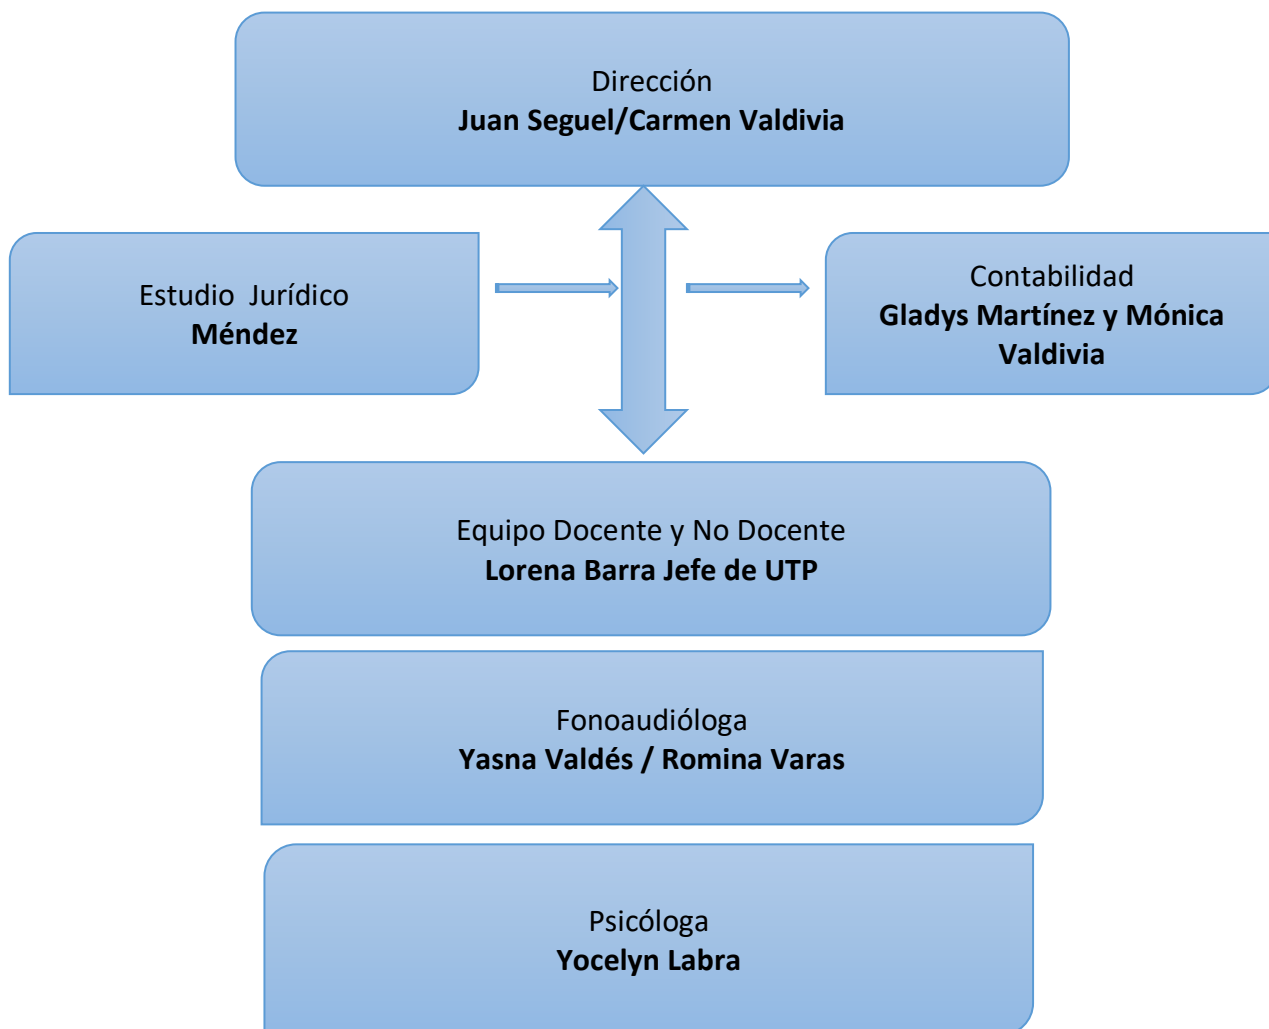 Dirección
Juan Seguel/Carmen Valdivia
Estudio  Jurídico
Méndez
Contabilidad
Gladys Martínez y Mónica
Valdivia
Equipo Docente y No Docente
Lorena Barra Jefe de UTP
Fonoaudióloga
Yasna Valdés / Romina Varas
Psicóloga
Yocelyn Labra